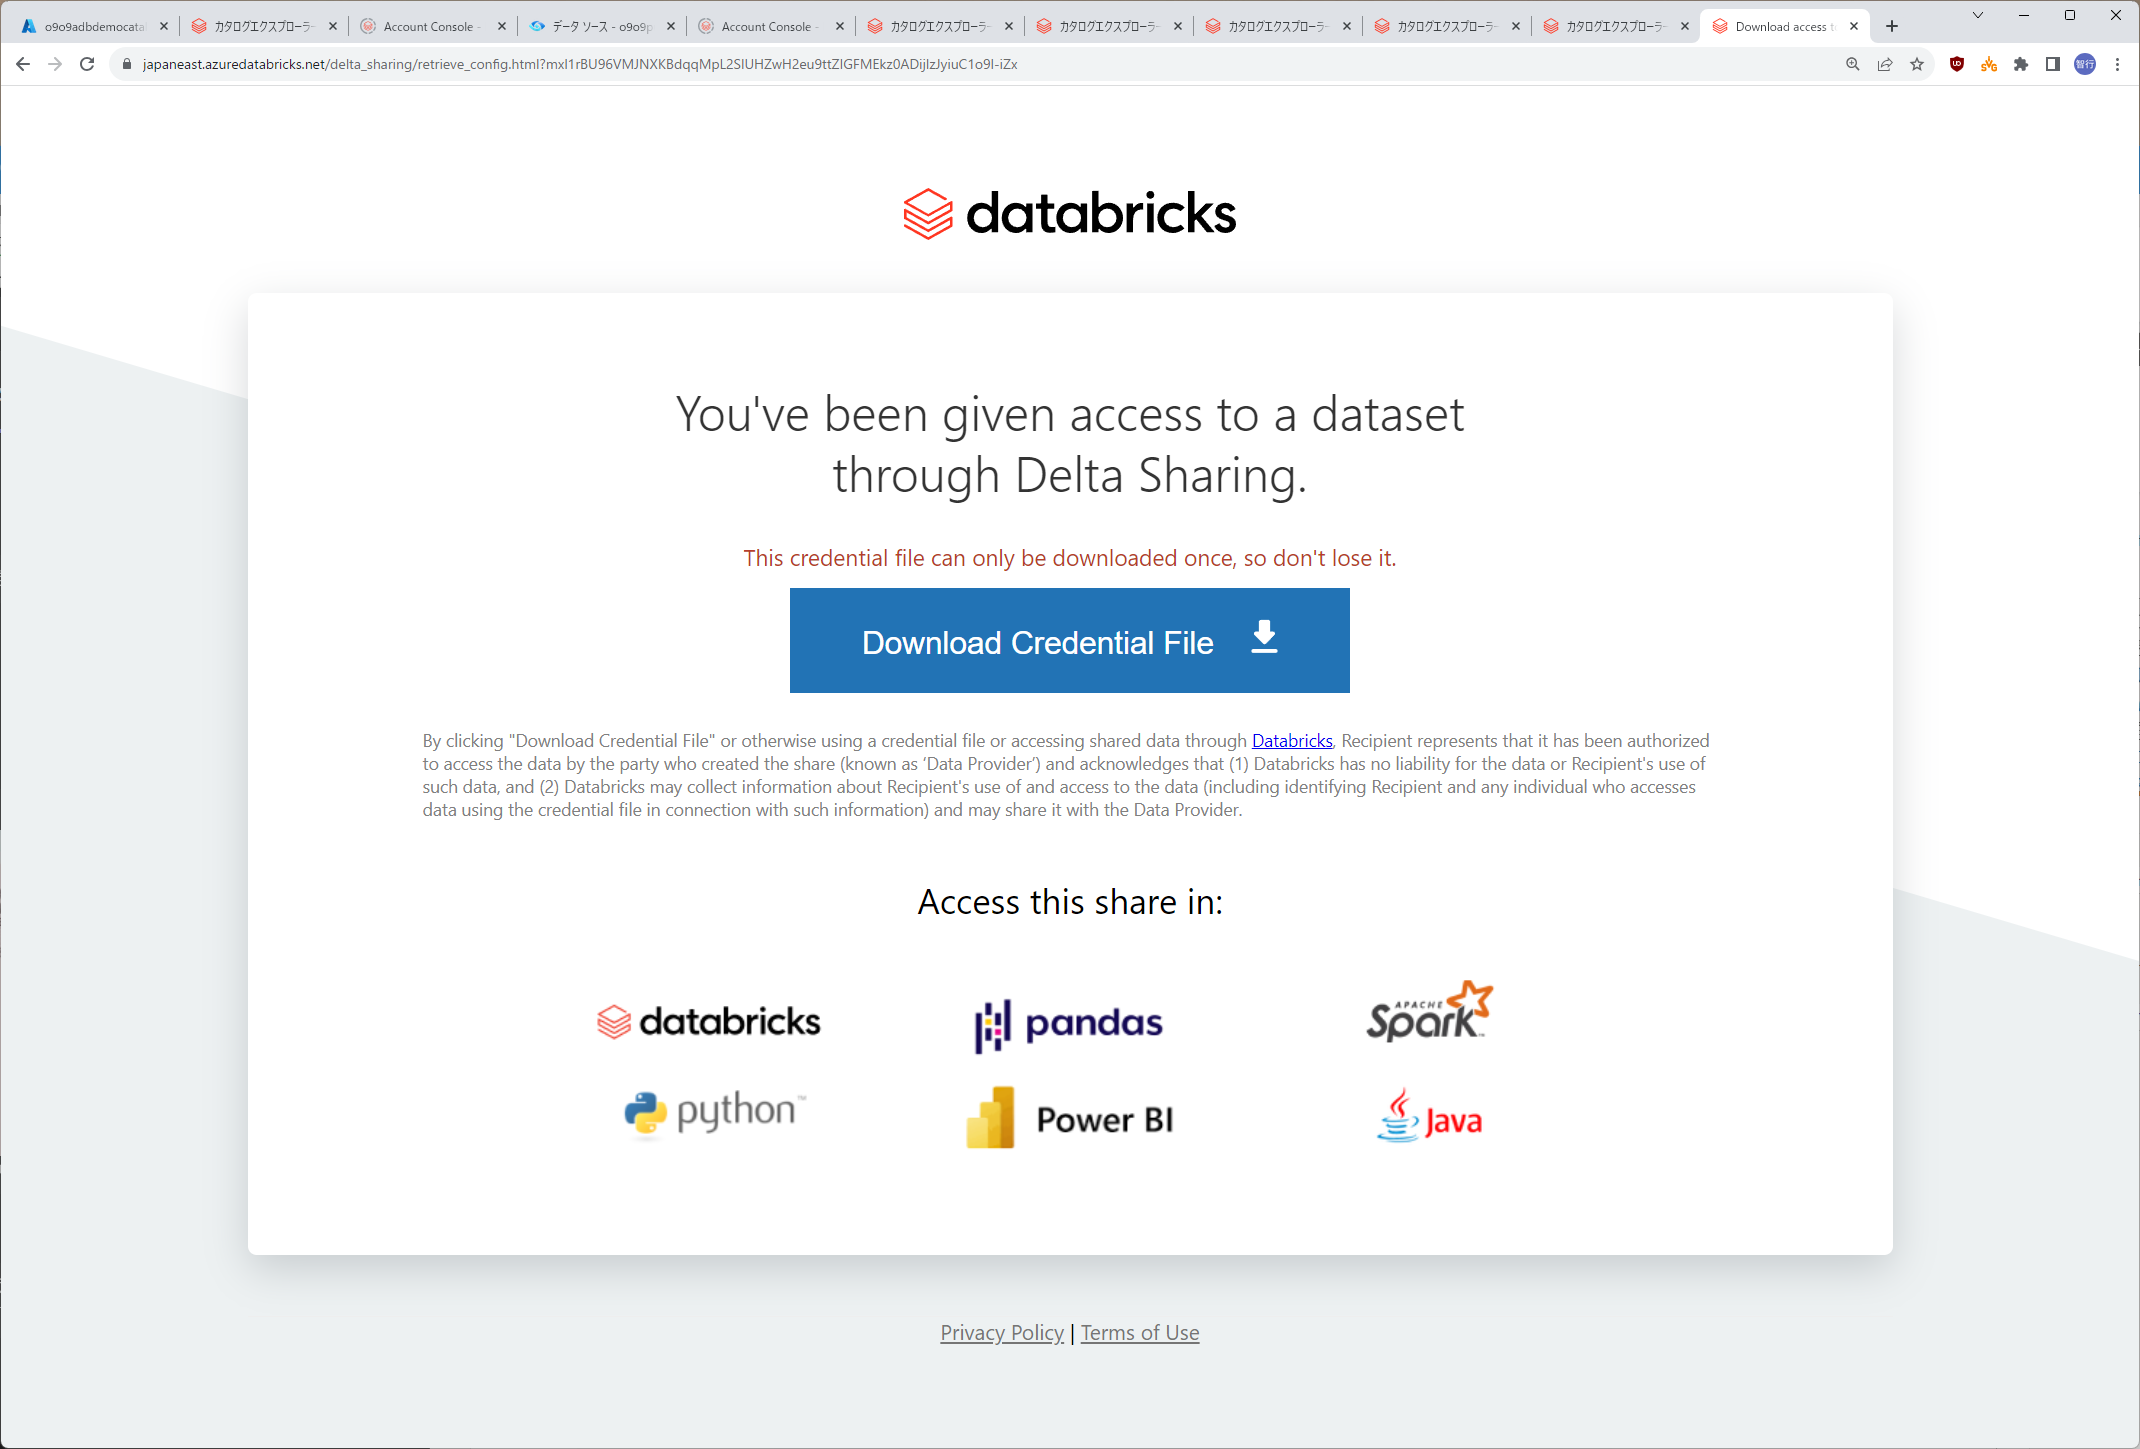 o9o9adbdemocata
カタログエクスプローラー
Account Console -
データ ソース - o9o9p
Account Console -
カタログエクスプローラー
カタログエクスプローラー
カタログエクスプローラー
カタログエクスプローラー
カタログエクスプローラー
Download access to
japaneast.azuredatabricks.net/delta_sharing/retrieve_config.html?mxl1rBU96VMJNXKBdqqMpL2SlUHZwH2eu9ttZlGFMEkz0ADijlzJyiuC1o9I-iZx
智行
databricks
You've been given access to a dataset
through Delta Sharing.
This credential file can only be downloaded once, so don't lose it.
Download Credential File
By clicking "Download Credential File" or otherwise using a credential file or accessing shared data through Databricks, Recipient represents that it has been authorized
to access the data by the party who created the share (known as ‘Data Provider’) and acknowledges that (1) Databricks has no liability for the data or Recipient's use of
such data, and (2) Databricks may collect information about Recipient's use of and access to the data (including identifying Recipient and any individual who accesses
data using the credential file in connection with such information) and may share it with the Data Provider.
Access this share in:
databricks
pandas
APACHE Spark™
python™
Power BI
Java
Privacy Policy | Terms of Use